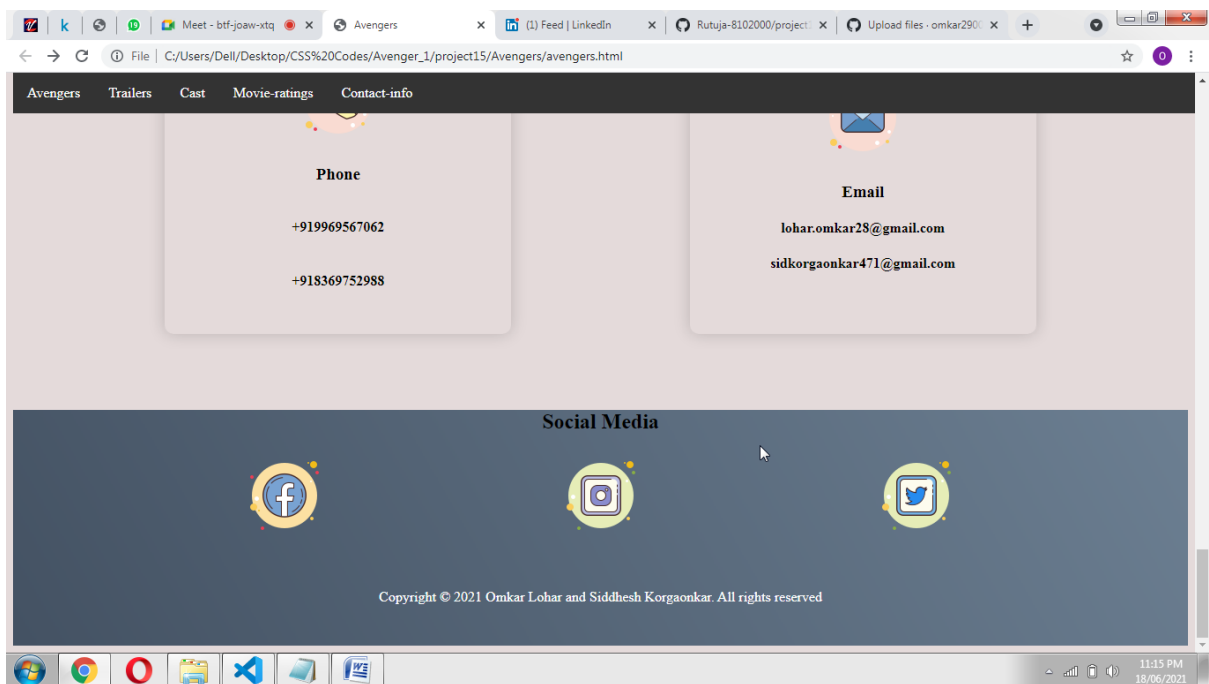 Meet - btf-joaw-xtq
Avengers
(1) Feed | LinkedIn
Rutuja-8102000/project
Upload files · omkar290
File | C:/Users/Dell/Desktop/CSS%20Codes/Avenger_1/project15/Avengers/avengers.html
Avengers Trailers Cast Movie-ratings Contact-info
Phone
+919969567062
+918369752988
Email
lohar.omkar28@gmail.com
sidkorgaonkar471@gmail.com
Social Media
Copyright © 2021 Omkar Lohar and Siddhesh Korgaonkar. All rights reserved
11:15 PM
18/06/2021